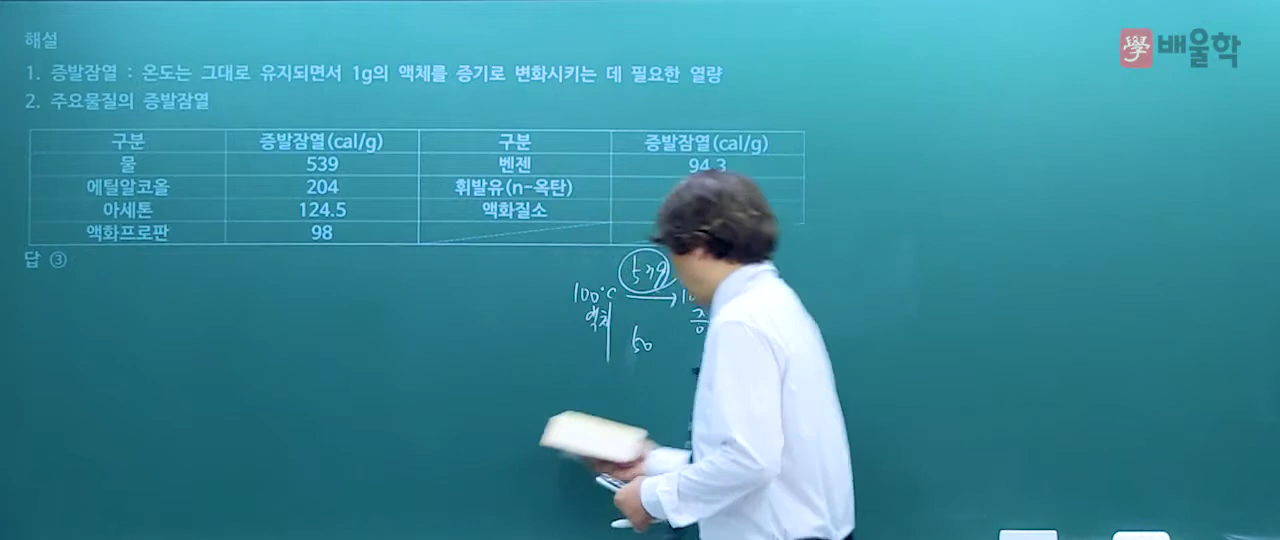 해설
學 배울학
1. 증발잠열 : 온도는 그대로 유지되면서 1g의 액체를 증기로 변화시키는 데 필요한 열량
2. 주요물질의 증발잠열
구분 증발잠열(cal/g) 구분 증발잠열(cal/g)
물 539 벤젠 94.3
에틸알코올 204 휘발유(n-옥탄)
아세톤 124.5 액화질소
액화프로판 98
답 ③
539
100℃
액체 증
50